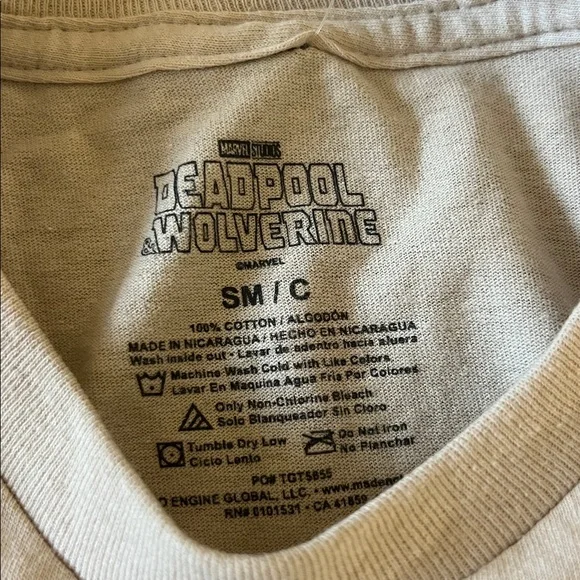 MARVEL STUDIOS
DEADPOOL
& WOLVERINE
©MARVEL
SM / C
100% COTTON / ALGODÓN
MADE IN NICARAGUA / HECHO EN NICARAGUA
Wash inside out • Lavar de adentro hacia afuera
Machine Wash Cold with Like Colors
Lavar En Maquina Agua Fris Por Colores
Only Non-Chlorine Bleach
Solo Blanqueador Sin Cloro
Tumble Dry Low
Ciclo Lento
Do Not Iron
No Planchar
PO# TGT5855
D ENGINE GLOBAL, LLC. • www.madeng
RN# 0101531 • CA 41859